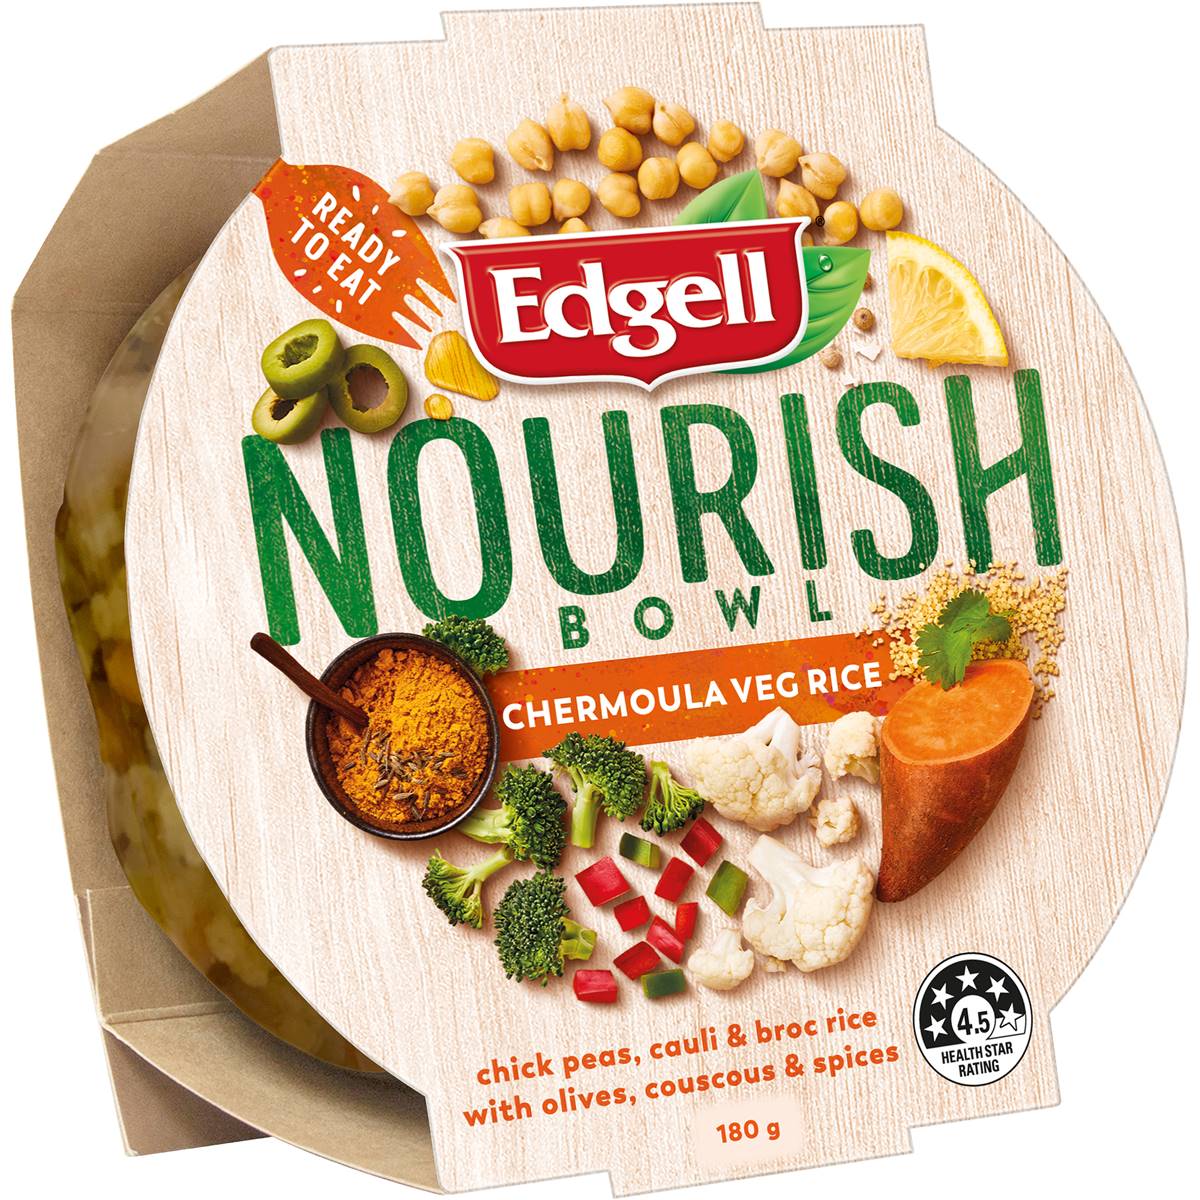 READY
TO EAT
Edgell®
NOURISH
BOWL
CHERMOULA VEG RICE
chick peas, cauli & broc rice
with olives, couscous & spices
180 g
4.5
HEALTH STAR
RATING